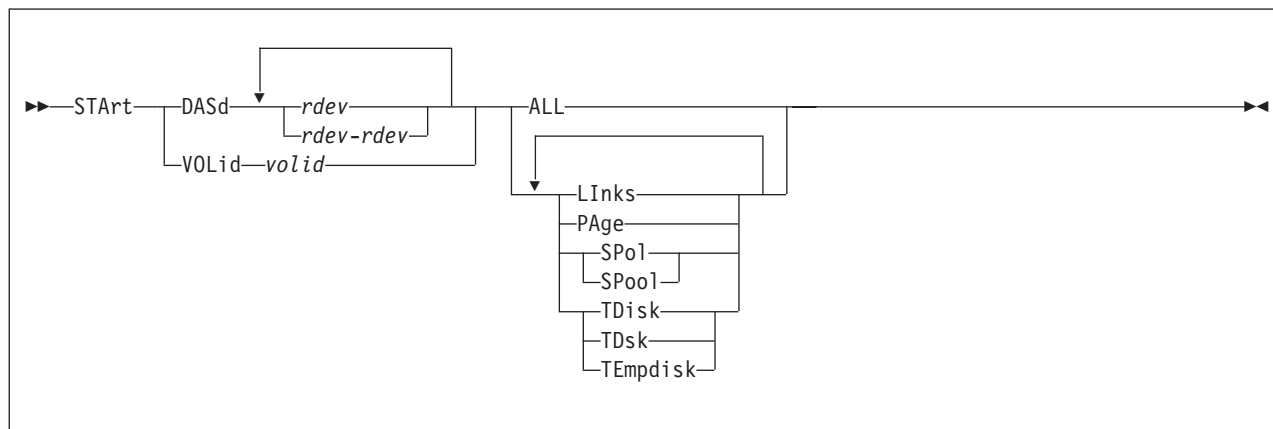 STArt DASd rdev ALL
rdev-rdev
VOLid volid
LInks
PAge
SPol
SPool
TDisk
TDsk
TEmpdisk